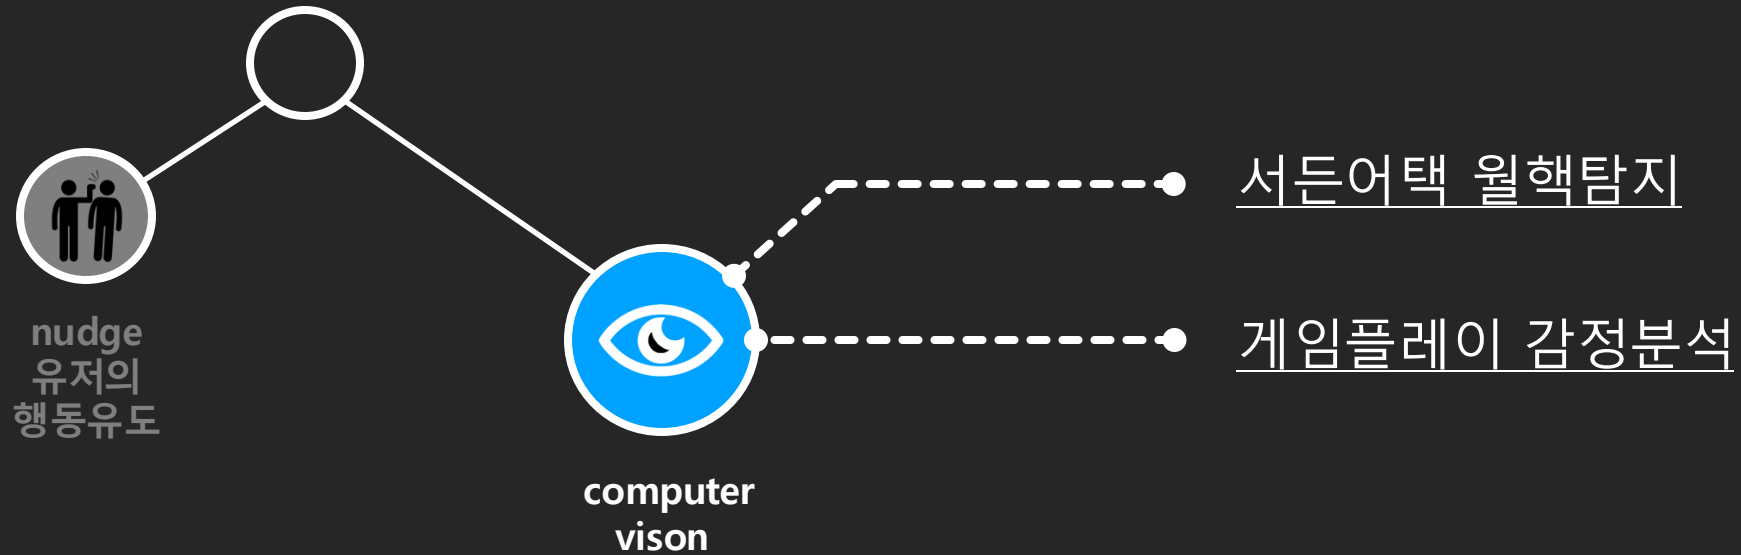 nudge
유저의
행동유도
computer
vison
서든어택 월핵탐지
게임플레이 감정분석